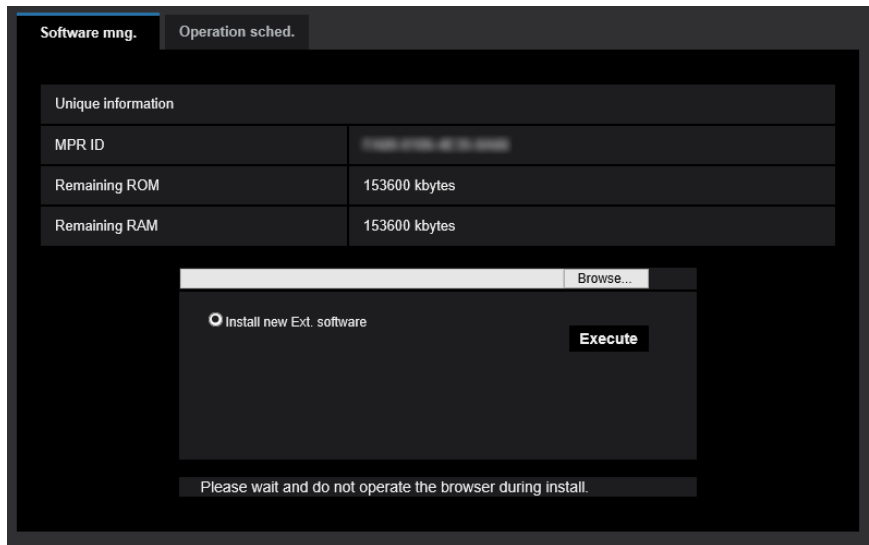 Software mng. Operation sched.
Unique information
MPR ID
Remaining ROM 153600 kbytes
Remaining RAM 153600 kbytes
Browse...
Install new Ext. software
Execute
Please wait and do not operate the browser during install.